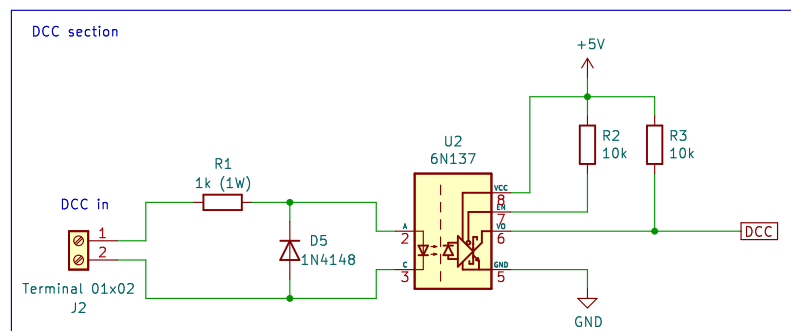 DCC section
+5V
R2
10k
R3
10k
U2
6N137
R1
1k (1W)
DCC in
VCC
8
EN
7
A
2
VO
6
DCC
1
2
D5
1N4148
C
3
GND
5
Terminal 01x02
J2
GND